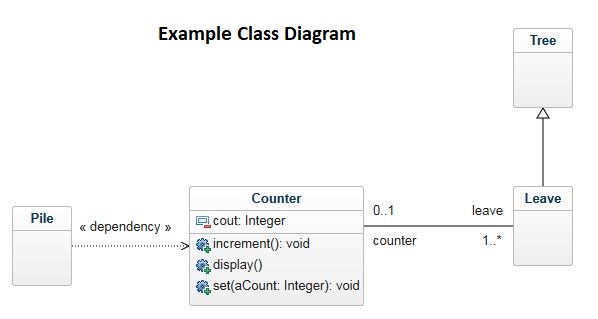 Example Class Diagram
Tree
Pile
« dependency »
Counter
cout: Integer
increment(): void
display()
set(aCount: Integer): void
0..1
leave
counter
1..*
Leave